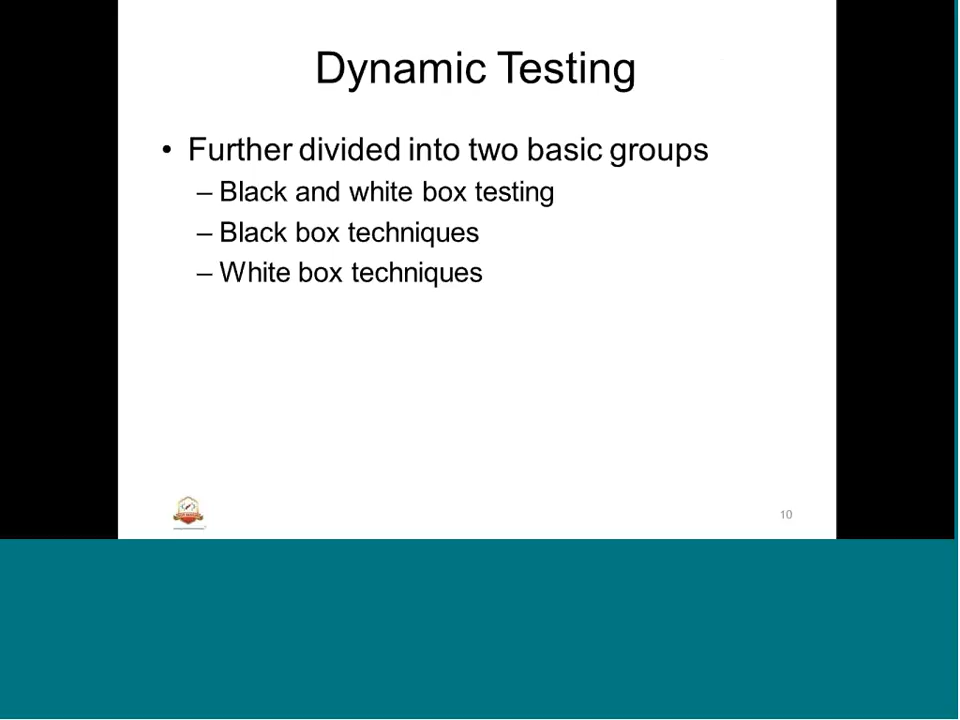 Dynamic Testing
• Further divided into two basic groups
– Black and white box testing
– Black box techniques
– White box techniques
10